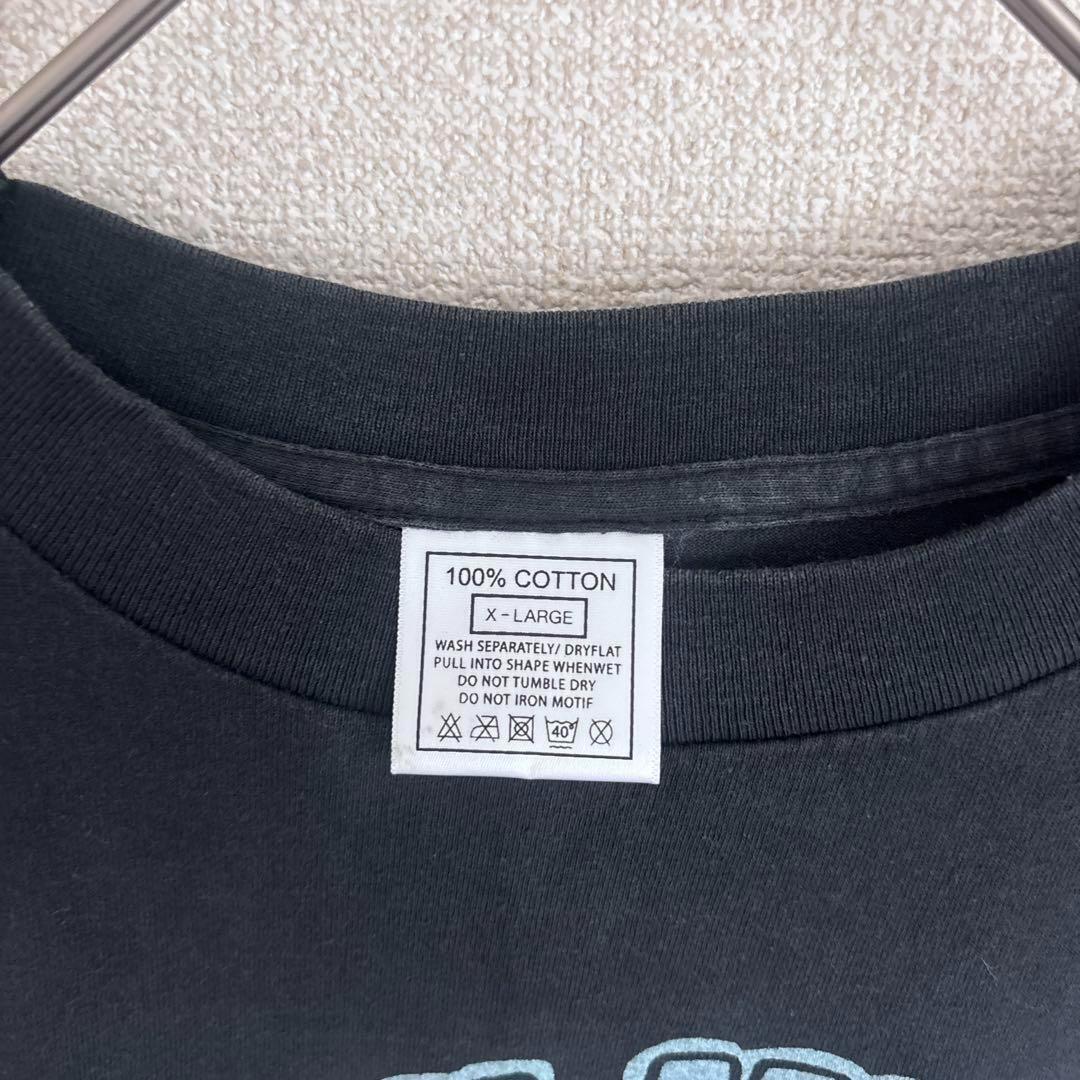 100% COTTON
X-LARGE
WASH SEPARATELY/ DRYFLAT
PULL INTO SHAPE WHENWET
DO NOT TUMBLE DRY
DO NOT IRON MOTIF
40°